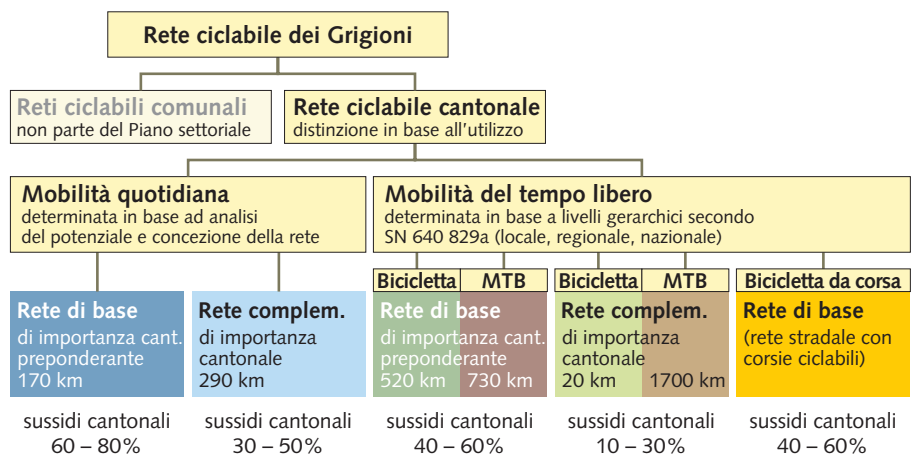 Rete ciclabile dei Grigioni
Reti ciclabili comunali
non parte del Piano settoriale
Rete ciclabile cantonale
distinzione in base all'utilizzo
Mobilità quotidiana
determinata in base ad analisi
del potenziale e concezione della rete
Mobilità del tempo libero
determinata in base a livelli gerarchici secondo
SN 640 829a (locale, regionale, nazionale)
Bicicletta
MTB
Bicicletta
MTB
Bicicletta da corsa
Rete di base
di importanza cant.
preponderante
170 km
Rete complem.
di importanza
cantonale
290 km
Rete di base
di importanza cant.
preponderante
520 km
730 km
Rete complem.
di importanza
cantonale
20 km
1700 km
Rete di base
(rete stradale con
corsie ciclabili)
sussidi cantonali
60 – 80%
sussidi cantonali
30 – 50%
sussidi cantonali
40 – 60%
sussidi cantonali
10 – 30%
sussidi cantonali
40 – 60%